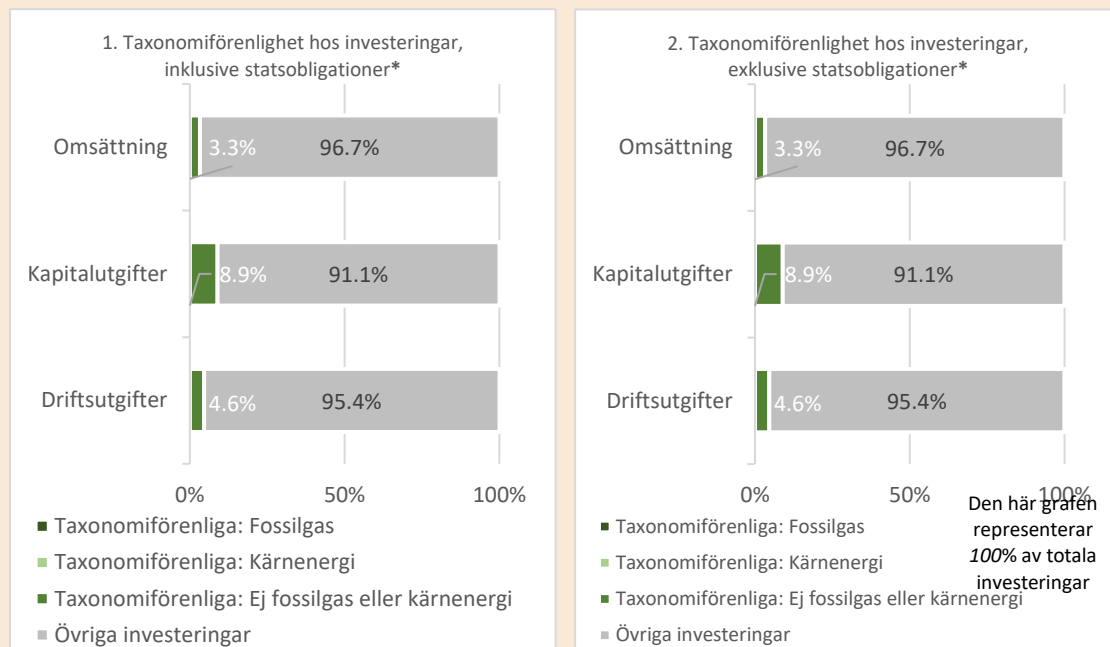 1. Taxonomiförenlighet hos investeringar,
inklusive statsobligationer*
Omsättning
3.3%
96.7%
Kapitalutgifter
8.9%
91.1%
Driftsutgifter
4.6%
95.4%
0%
50%
100%
Taxonomiförenliga: Fossilgas
Taxonomiförenliga: Kärnenergi
Taxonomiförenliga: Ej fossilgas eller kärnenergi
Övriga investeringar
2. Taxonomiförenlighet hos investeringar,
exklusive statsobligationer*
Omsättning
3.3%
96.7%
Kapitalutgifter
8.9%
91.1%
Driftsutgifter
4.6%
95.4%
0%
50%
100%
Taxonomiförenliga: Fossilgas
Taxonomiförenliga: Kärnenergi
Taxonomiförenliga: Ej fossilgas eller kärnenergi
Övriga investeringar
Den här grafen
representerar
100% av totala
investeringar